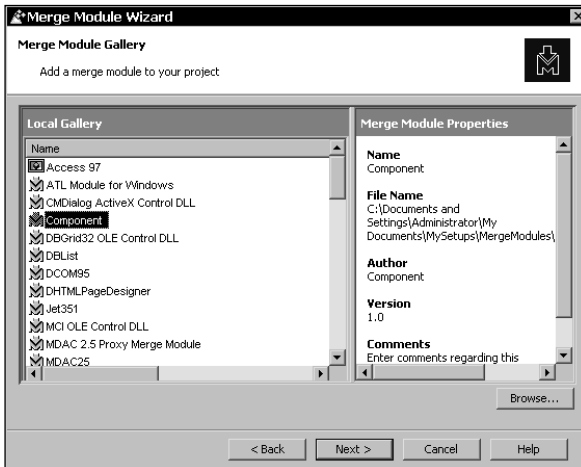 Merge Module Wizard
Merge Module Gallery
Add a merge module to your project
Local Gallery
Name
Access 97
ATL Module for Windows
CMDialog ActiveX Control DLL
Component
DBGrid32 OLE Control DLL
DBList
DCOM95
DHTMLPageDesigner
Jet351
MCI OLE Control DLL
MDAC 2.5 Proxy Merge Module
MDAC25
Merge Module Properties
Name
Component
File Name
C:\Documents and
Settings\Administrator\My
Documents\MySetups\MergeModules\
Author
Component
Version
1.0
Comments
Enter comments regarding this
Browse...
< Back
Next >
Cancel
Help